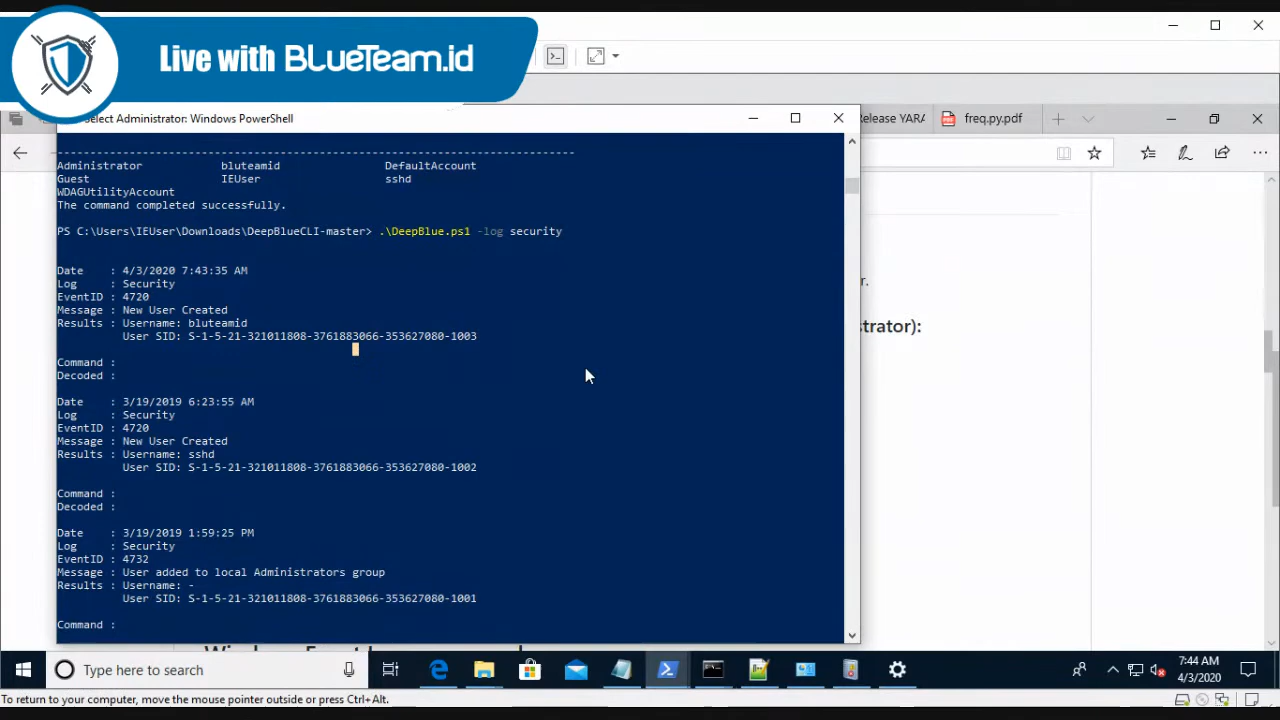 Live with BLUeTeam.id
Select Administrator: Windows PowerShell
Release YARA
freq.py.pdf
Administrator bluteamid DefaultAccount
Guest IEUser sshd
WDAGUtilityAccount
The command completed successfully.
PS C:\Users\IEUser\Downloads\DeepBlueCLI-master> .\DeepBlue.ps1 -log security
Date : 4/3/2020 7:43:35 AM
Log : Security
EventID : 4720
Message : New User Created
Results : Username: bluteamid
User SID: S-1-5-21-321011808-3761883066-353627080-1003
Command :
Decoded :
Date : 3/19/2019 6:23:55 AM
Log : Security
EventID : 4720
Message : New User Created
Results : Username: sshd
User SID: S-1-5-21-321011808-3761883066-353627080-1002
Command :
Decoded :
Date : 3/19/2019 1:59:25 PM
Log : Security
EventID : 4732
Message : User added to local Administrators group
Results : Username: -
User SID: S-1-5-21-321011808-3761883066-353627080-1001
Command :
r.
strator):
Type here to search
7:44 AM
4/3/2020
To return to your computer, move the mouse pointer outside or press Ctrl+Alt.